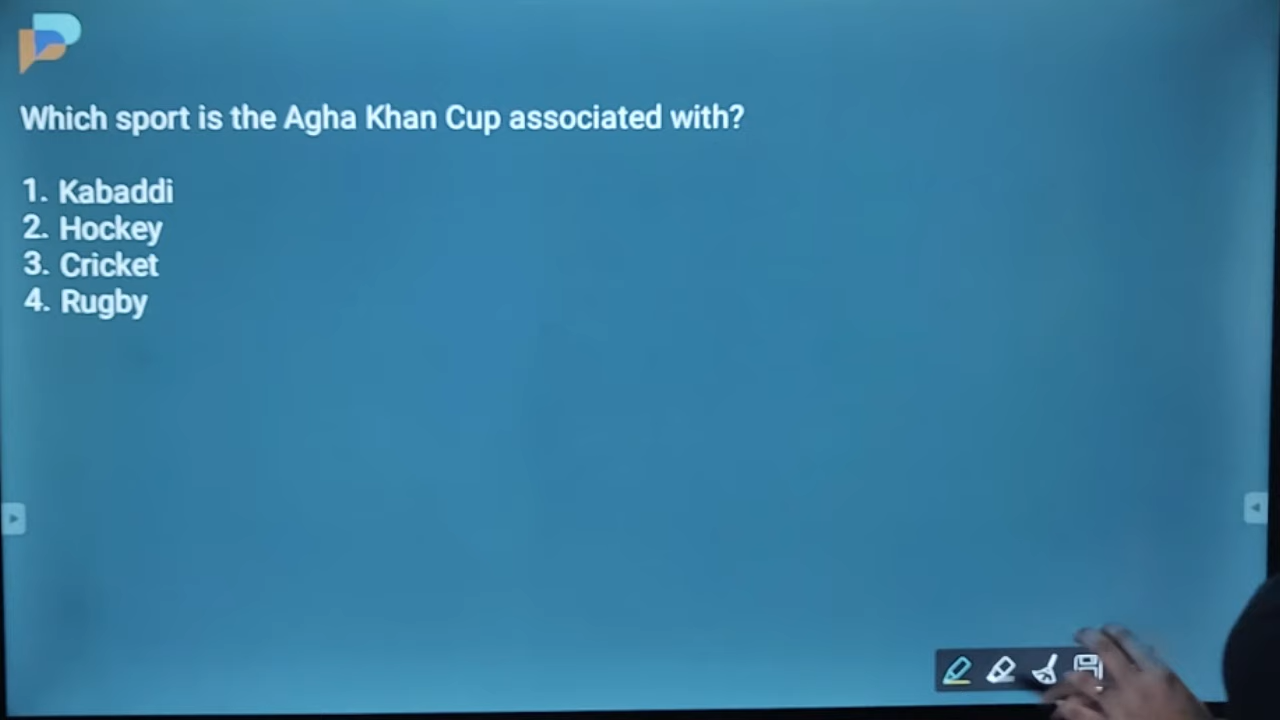 Which sport is the Agha Khan Cup associated with?
1. Kabaddi
2. Hockey
3. Cricket
4. Rugby